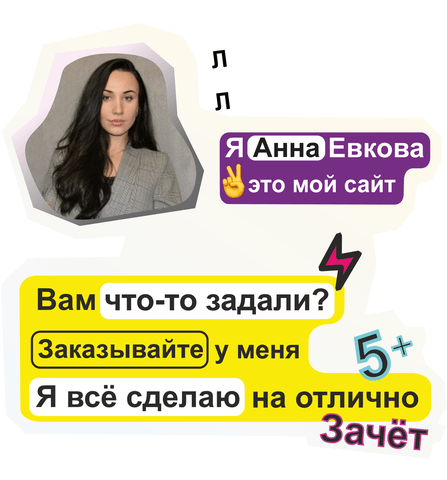 Л
Л
Я Анна Евкова
✌️это мой сайт
Вам что-то задали?
Заказывайте у меня
5+
Я всё сделаю на отлично
Зачёт